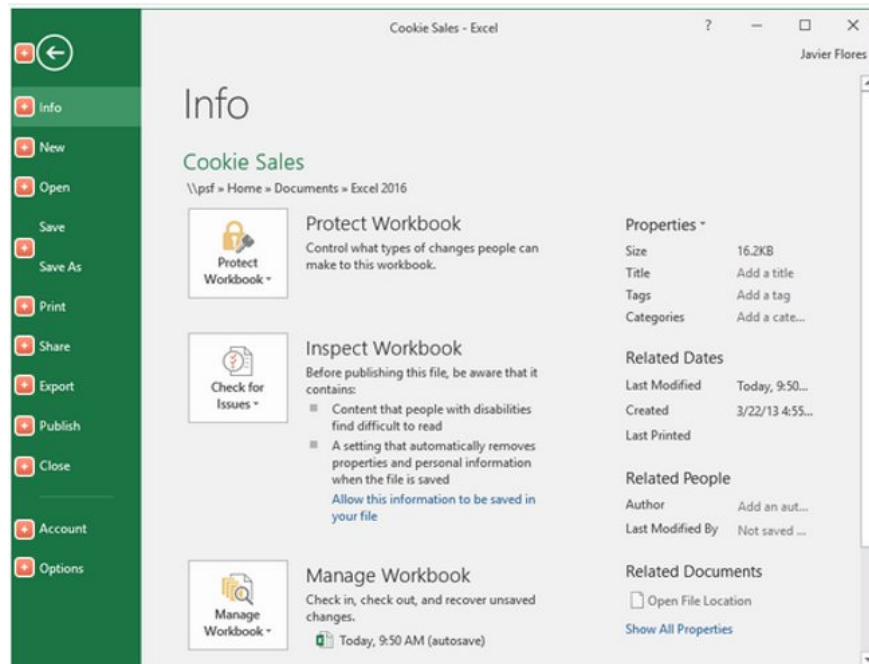 Cookie Sales - Excel
?
Javier Flores
Info
New
Open
Save
Save As
Print
Share
Export
Publish
Close
Account
Options
Info
Cookie Sales
\\psf » Home » Documents » Excel 2016
Protect
Workbook
Protect Workbook
Control what types of changes people can
make to this workbook.
Check for
Issues
Inspect Workbook
Before publishing this file, be aware that it
contains:
Content that people with disabilities
find difficult to read
A setting that automatically removes
properties and personal information
when the file is saved
Allow this information to be saved in
your file
Manage
Workbook
Manage Workbook
Check in, check out, and recover unsaved
changes.
Today, 9:50 AM (autosave)
Properties
Size 16.2KB
Title Add a title
Tags Add a tag
Categories Add a cate...
Related Dates
Last Modified Today, 9:50...
Created 3/22/13 4:55...
Last Printed
Related People
Author Add an aut...
Last Modified By Not saved ...
Related Documents
Open File Location
Show All Properties